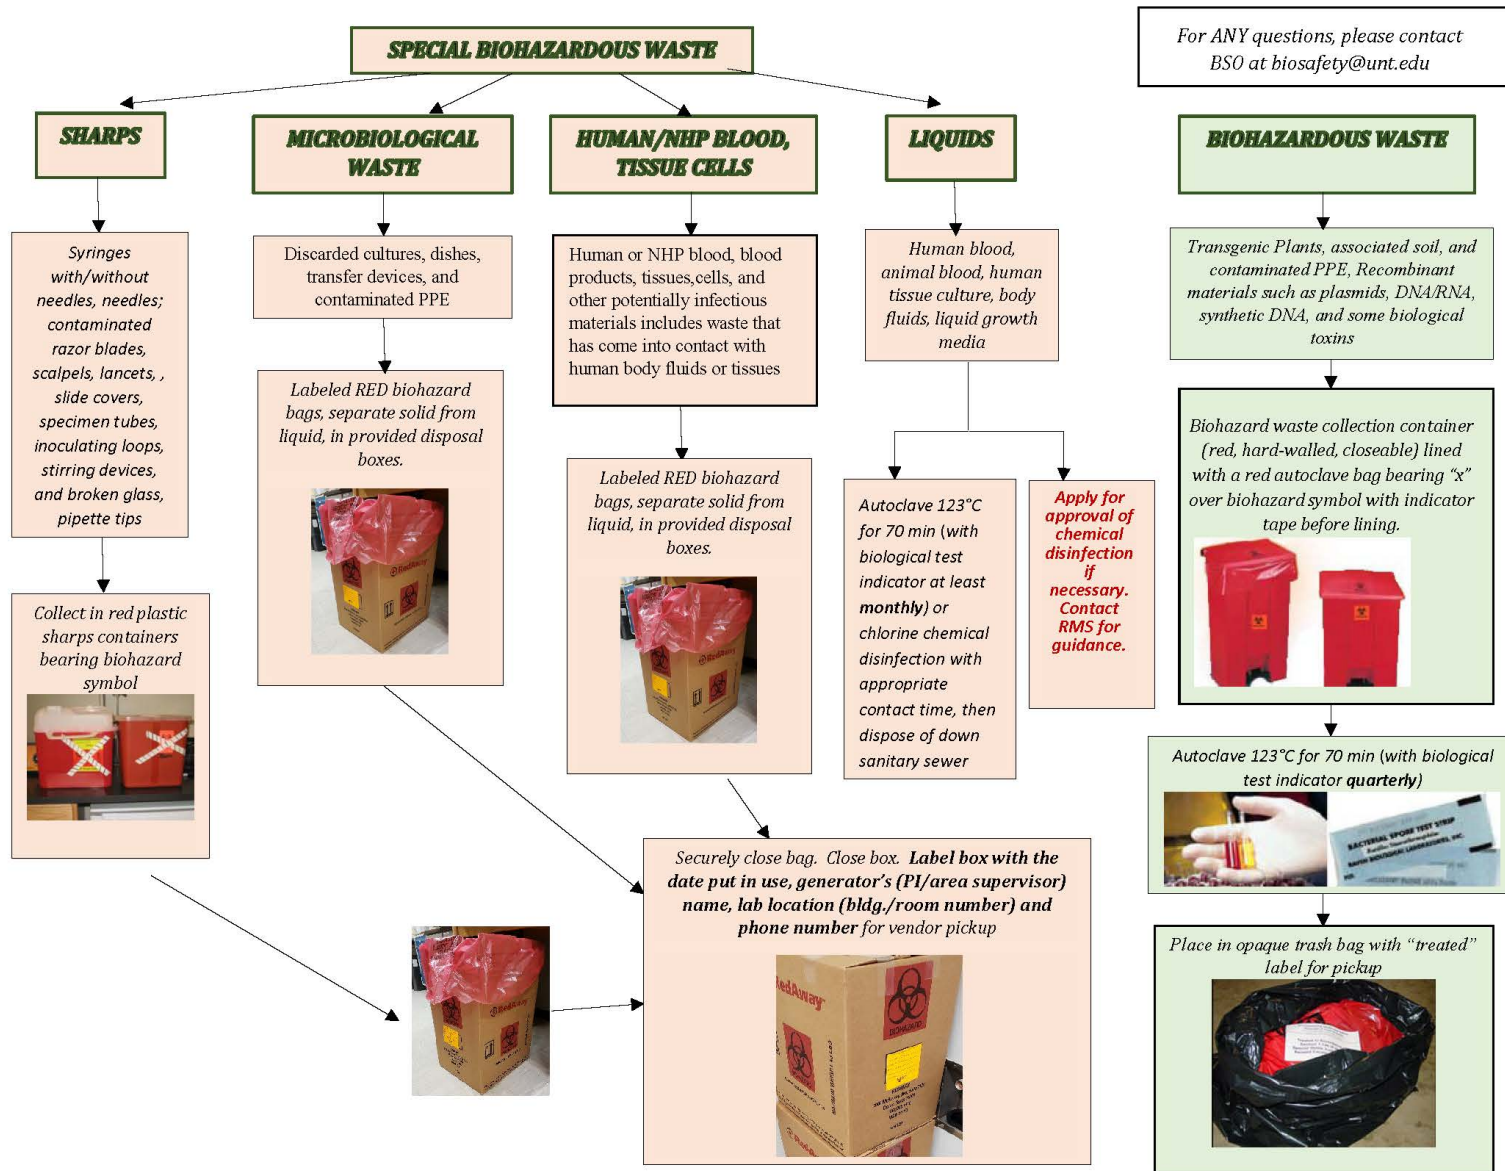 SPECIAL BIOHAZARDOUS WASTE
For ANY questions, please contact
BSO at biosafety@unt.edu
SHARPS
MICROBIOLOGICAL
WASTE
HUMAN/NHP BLOOD,
TISSUE CELLS
LIQUIDS
BIOHAZARDOUS WASTE
Syringes
with/without
needles, needles;
contaminated
razor blades,
scalpels, lancets, ,
slide covers,
specimen tubes,
inoculating loops,
stirring devices,
and broken glass,
pipette tips
Collect in red plastic
sharps containers
bearing biohazard
symbol
Discarded cultures, dishes,
transfer devices, and
contaminated PPE
Labeled RED biohazard
bags, separate solid from
liquid, in provided disposal
boxes.
RedAway
Human or NHP blood, blood
products, tissues,cells, and
other potentially infectious
materials includes waste that
has come into contact with
human body fluids or tissues
Labeled RED biohazard
bags, separate solid from
liquid, in provided disposal
boxes.
RedAway
Human blood,
animal blood, human
tissue culture, body
fluids, liquid growth
media
Autoclave 123°C
for 70 min (with
biological test
indicator at least
monthly) or
chlorine chemical
disinfection with
appropriate
contact time, then
dispose of down
sanitary sewer
Apply for
approval of
chemical
disinfection
if
necessary.
Contact
RMS for
guidance.
Transgenic Plants, associated soil, and
contaminated PPE, Recombinant
materials such as plasmids, DNA/RNA,
synthetic DNA, and some biological
toxins
Biohazard waste collection container
(red, hard-walled, closeable) lined
with a red autoclave bag bearing “x”
over biohazard symbol with indicator
tape before lining.
Autoclave 123°C for 70 min (with biological
test indicator quarterly)
BACTERIAL SPORE TEST STRIP
Place in opaque trash bag with “treated”
label for pickup
Securely close bag. Close box. Label box with the
date put in use, generator’s (PI/area supervisor)
name, lab location (bldg./room number) and
phone number for vendor pickup
RedAway
RedAway
BIOHAZARD